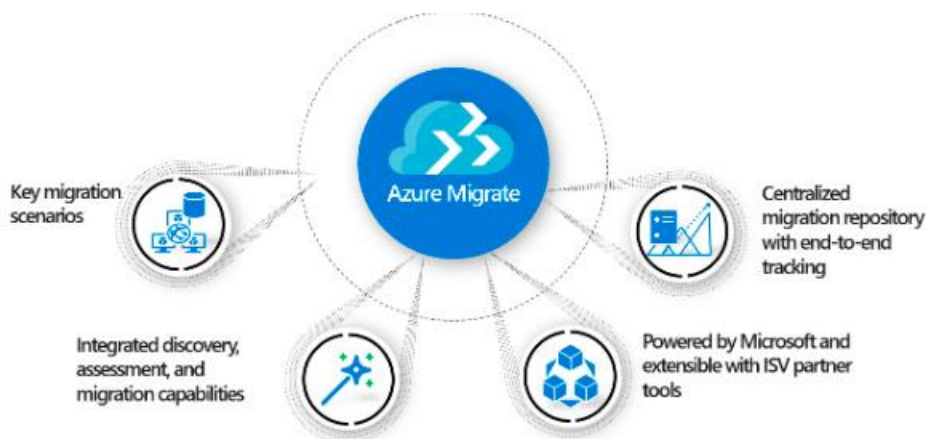 Azure Migrate
Key migration
scenarios
Centralized
migration repository
with end-to-end
tracking
Integrated discovery,
assessment, and
migration capabilities
Powered by Microsoft and
extensible with ISV partner
tools